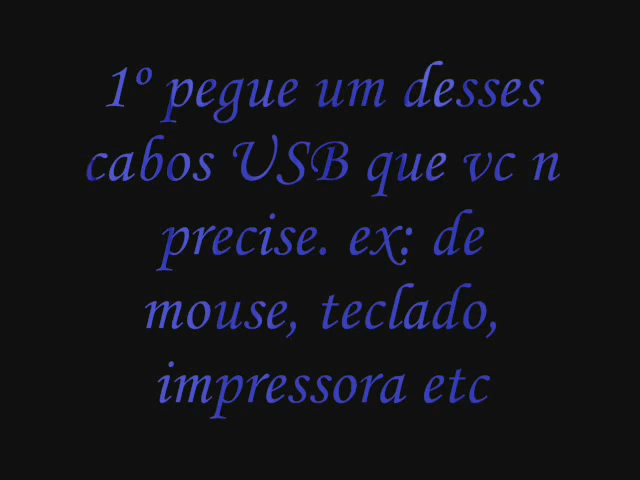 1º pegue um desses
cabos USB que vc n
precise. ex: de
mouse, teclado,
impressora etc